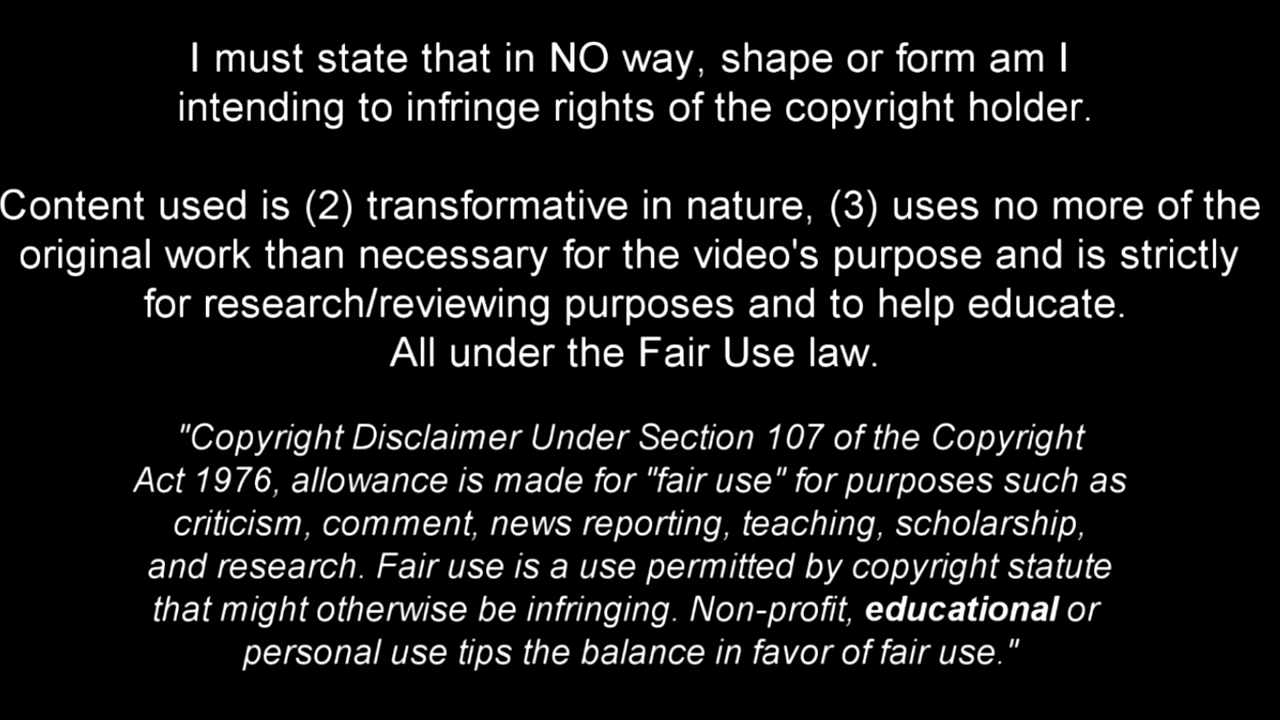 I must state that in NO way, shape or form am I
intending to infringe rights of the copyright holder.
Content used is (2) transformative in nature, (3) uses no more of the
original work than necessary for the video's purpose and is strictly
for research/reviewing purposes and to help educate.
All under the Fair Use law.
"Copyright Disclaimer Under Section 107 of the Copyright
Act 1976, allowance is made for "fair use" for purposes such as
criticism, comment, news reporting, teaching, scholarship,
and research. Fair use is a use permitted by copyright statute
that might otherwise be infringing. Non-profit, educational or
personal use tips the balance in favor of fair use."